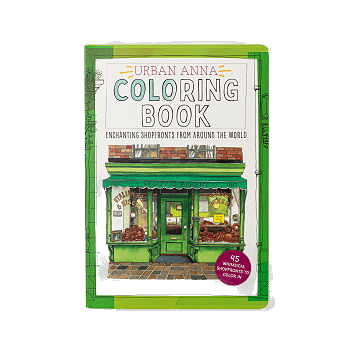 URBAN ANNA
COLORING
BOOK
ENCHANTING SHOPFRONTS FROM AROUND THE WORLD
45
WHIMSICAL
SHOPFRONTS TO
COLOR IN